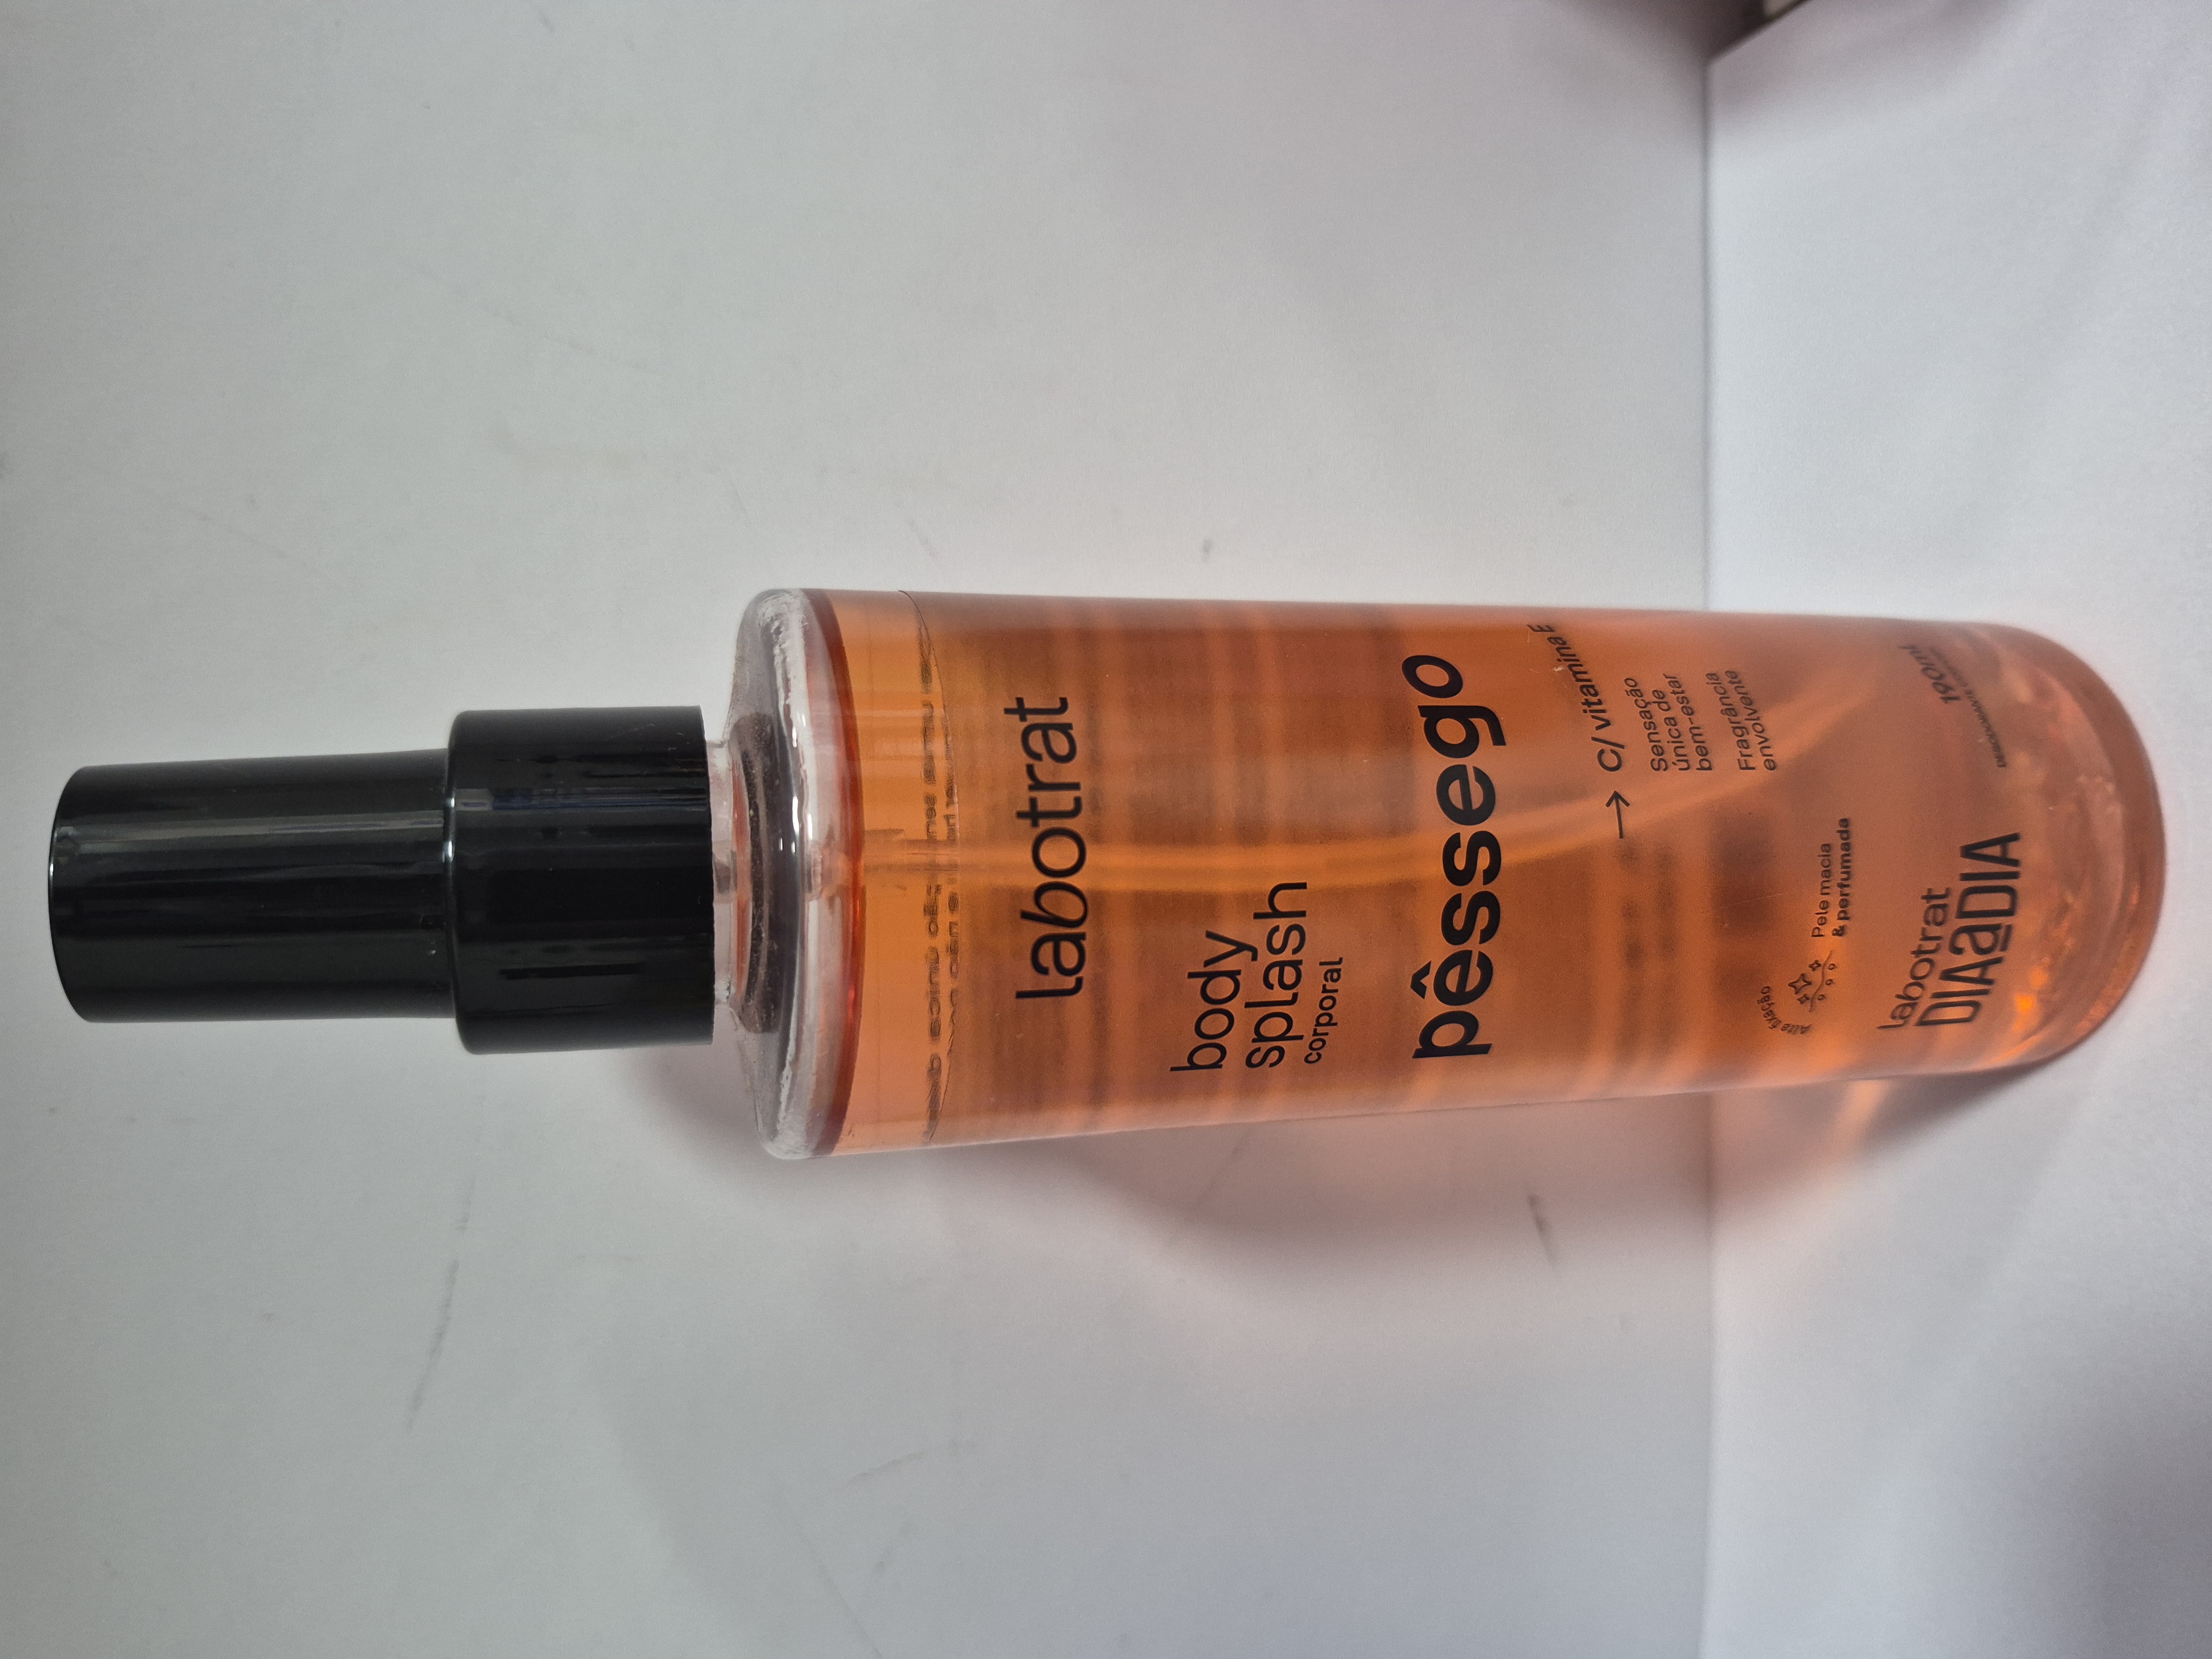 labotrat
body
splash
corporal
pêssego
→ C/ vitamina E
Sensação
única de
bem-estar
Fragrância
envolvente
Alta fixação
Pele macia
& perfumada
labotrat
DIAaDIA
190ml
DESODORANTE